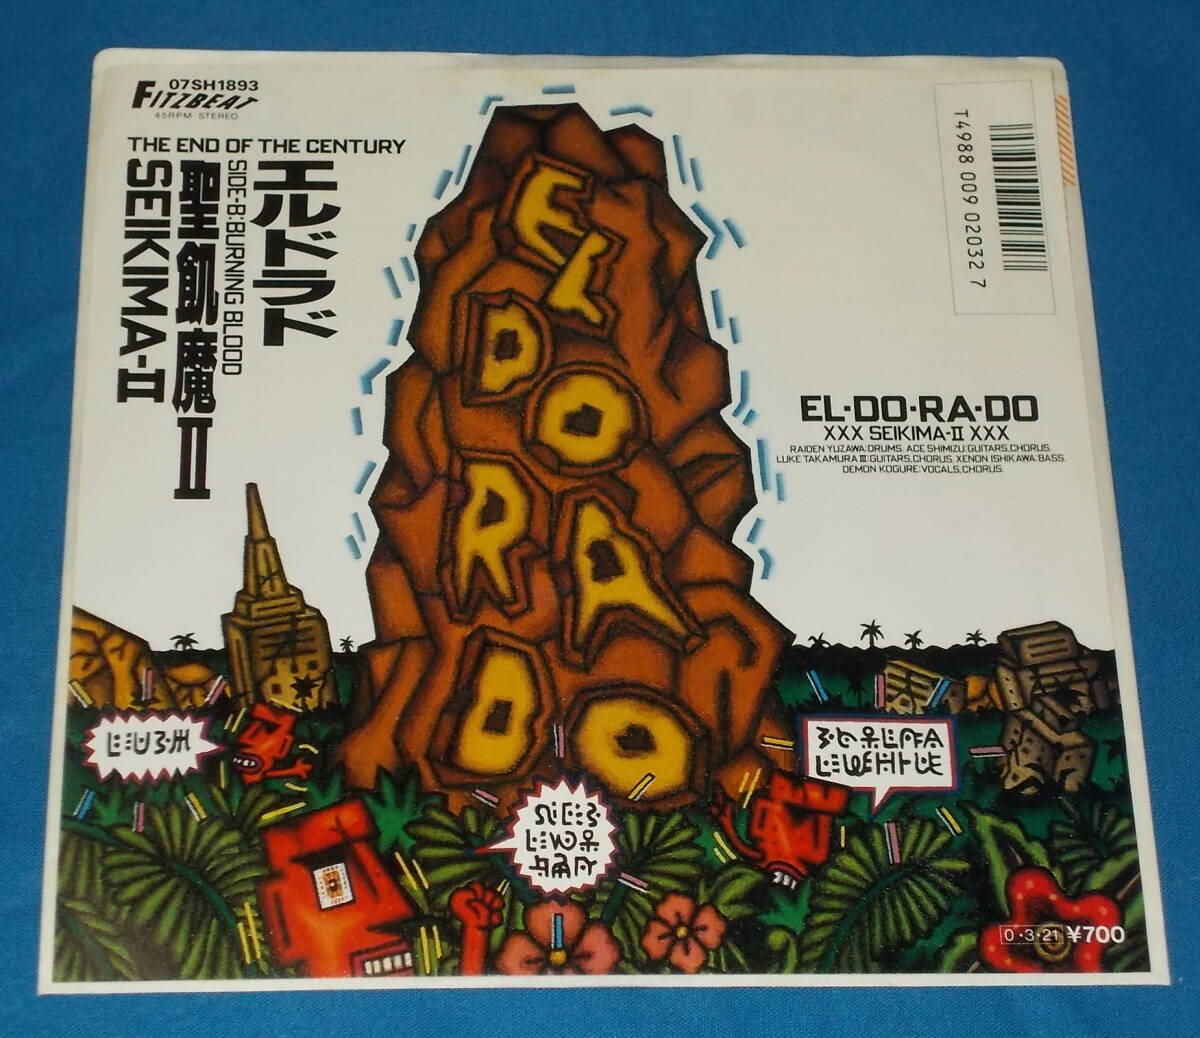 07SH1893
FITZBEAT
45RPM STEREO
THE END OF THE CENTURY
エルドラド
SIDE-B:BURNING BLOOD
聖飢魔II
SEIKIMA-II
EL
DO
RA
DO
T4988 009 02032 7
EL·DO·RA·DO
XXX SEIKIMA-II XXX
RAIDEN YUZAWA:DRUMS. ACE SHIMIZU:GUITARS,CHORUS.
LUKE TAKAMURA III:GUITARS,CHORUS. XENON ISHIKAWA:BASS.
DEMON KOGURE:VOCALS,CHORUS.
0·3·21 ¥700